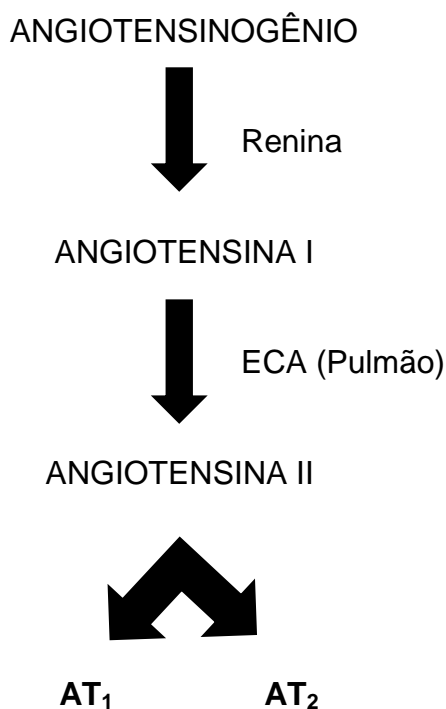 ANGIOTENSINOGÊNIO
Renina
ANGIOTENSINA I
ECA (Pulmão)
ANGIOTENSINA II
AT₁ AT₂